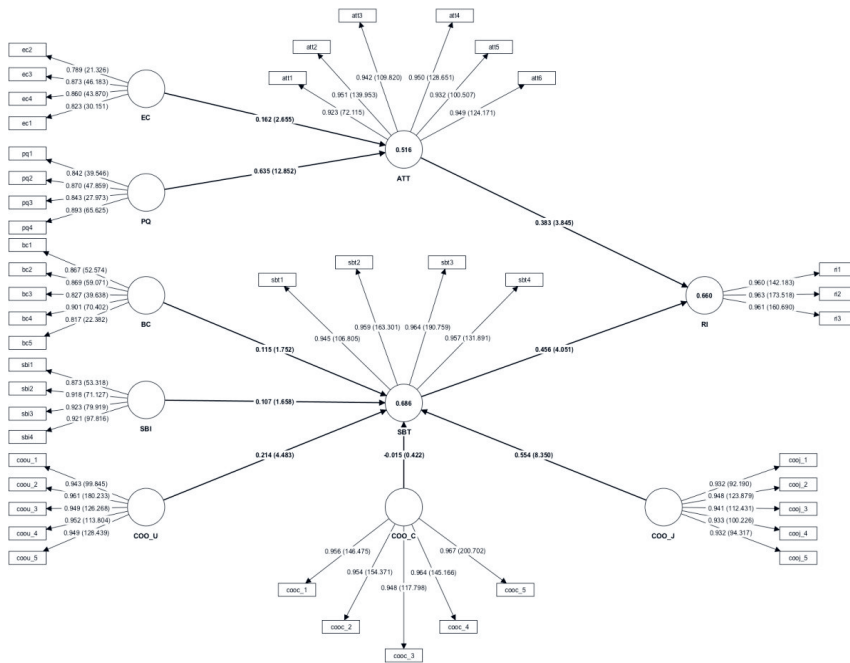 att3
att4
ec2
att2
att5
ec3
0.789 (21.326)
att1
0.942 (109.820)
0.950 (128.651)
att6
0.873 (46.183)
ec4
0.860 (43.870)
0.951 (139.953)
0.932 (100.507)
ec1
0.823 (30.151)
0.923 (72.115)
0.949 (124.171)
EC
0.162 (2.655)
0.516
pq1
ATT
pq2
0.842 (39.546)
0.870 (47.859)
0.635 (12.852)
pq3
0.843 (27.973)
0.893 (65.625)
pq4
PQ
0.383 (3.845)
bc1
bc2
0.867 (52.574)
sbt1
sbt2
sbt3
sbt4
ri1
0.869 (59.071)
0.960 (142.183)
bc3
0.827 (39.638)
0.660
0.963 (173.518)
ri2
bc4
0.901 (70.402)
0.959 (163.301)
0.964 (190.759)
0.961 (160.690)
ri3
bc5
0.817 (22.382)
BC
0.945 (106.805)
0.957 (131.891)
RI
0.115 (1.752)
0.456 (4.051)
sbi1
sbi2
0.873 (53.318)
0.918 (71.127)
0.107 (1.658)
0.686
sbi3
0.923 (79.919)
0.921 (97.816)
SBI
SBT
sbi4
0.214 (4.483)
-0.015 (0.422)
0.554 (8.350)
coou_1
cooj_1
coou_2
0.943 (99.845)
0.932 (92.190)
cooj_2
0.961 (180.233)
0.948 (123.879)
coou_3
0.949 (126.268)
0.941 (112.431)
cooj_3
coou_4
0.952 (113.804)
0.933 (100.226)
cooj_4
0.949 (128.439)
COO_U
COO_C
COO_J
0.932 (94.317)
coou_5
cooj_5
0.956 (146.475)
0.967 (200.702)
0.954 (154.371)
0.964 (145.166)
cooc_1
0.948 (117.798)
cooc_5
cooc_2
cooc_4
cooc_3